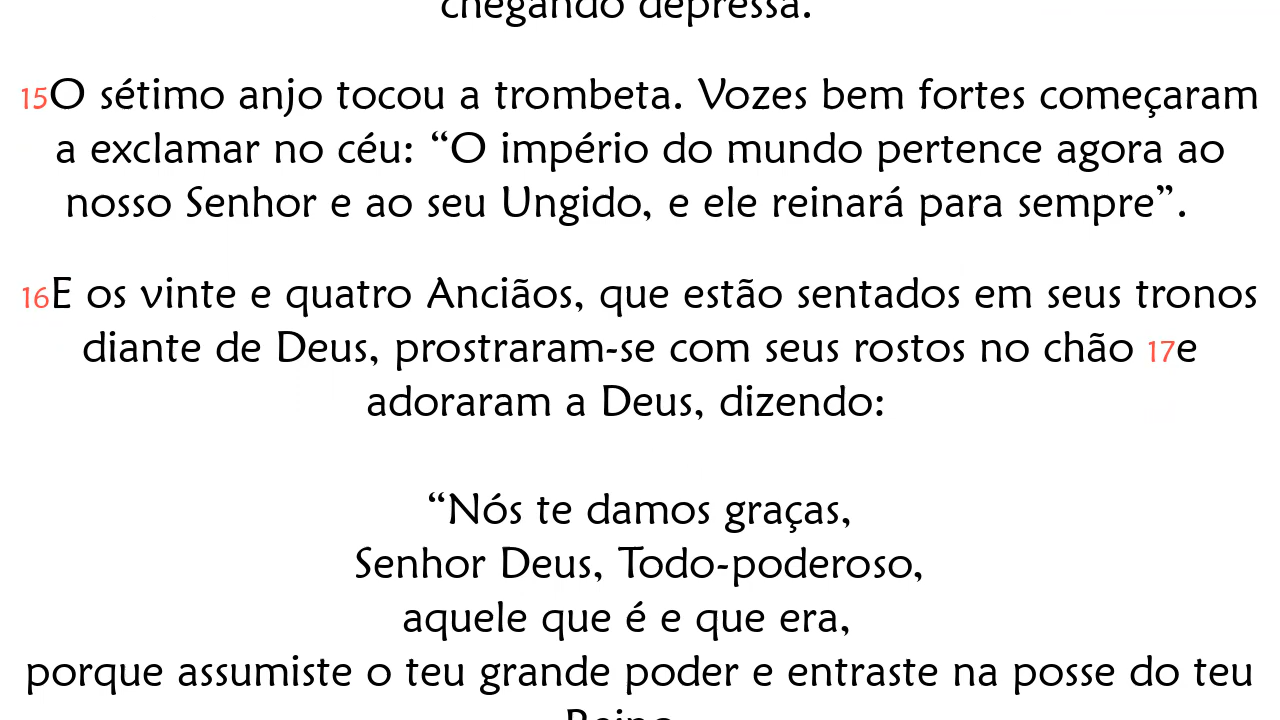 chegando depressa.
15O sétimo anjo tocou a trombeta. Vozes bem fortes começaram
a exclamar no céu: “O império do mundo pertence agora ao
nosso Senhor e ao seu Ungido, e ele reinará para sempre”.
16E os vinte e quatro Anciãos, que estão sentados em seus tronos
diante de Deus, prostraram-se com seus rostos no chão 17e
adoraram a Deus, dizendo:
“Nós te damos graças,
Senhor Deus, Todo-poderoso,
aquele que é e que era,
porque assumiste o teu grande poder e entraste na posse do teu
Reino.